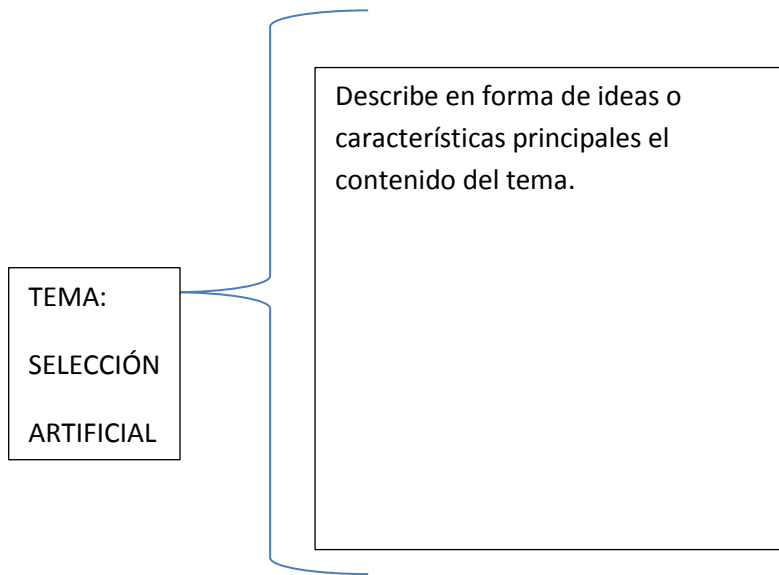 Describe en forma de ideas o
características principales el
contenido del tema.
TEMA:
SELECCIÓN
ARTIFICIAL